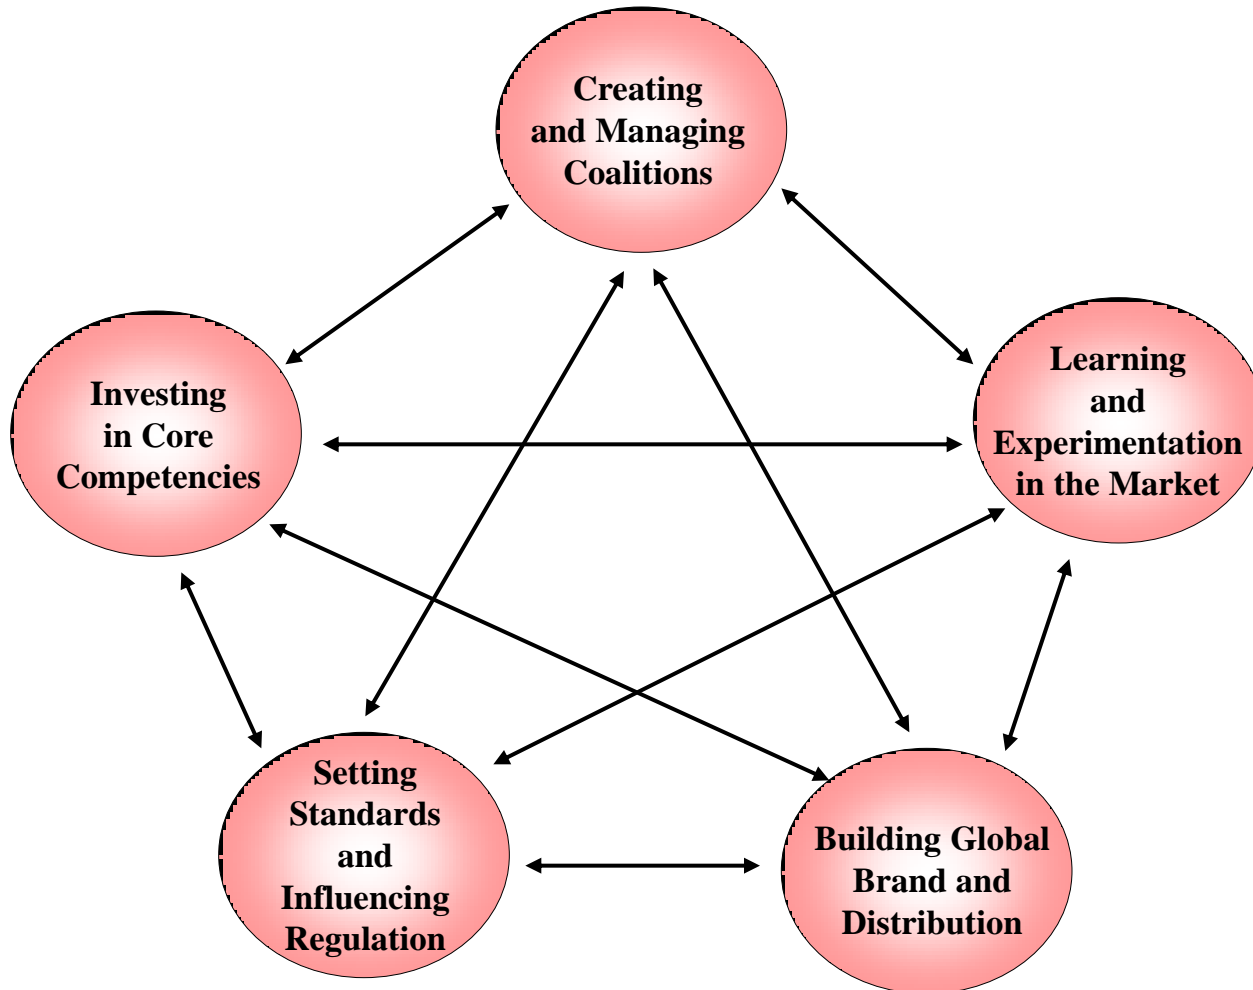 Creating
and Managing
Coalitions
Investing
in Core
Competencies
Learning
and
Experimentation
in the Market
Setting
Standards
and
Influencing
Regulation
Building Global
Brand and
Distribution